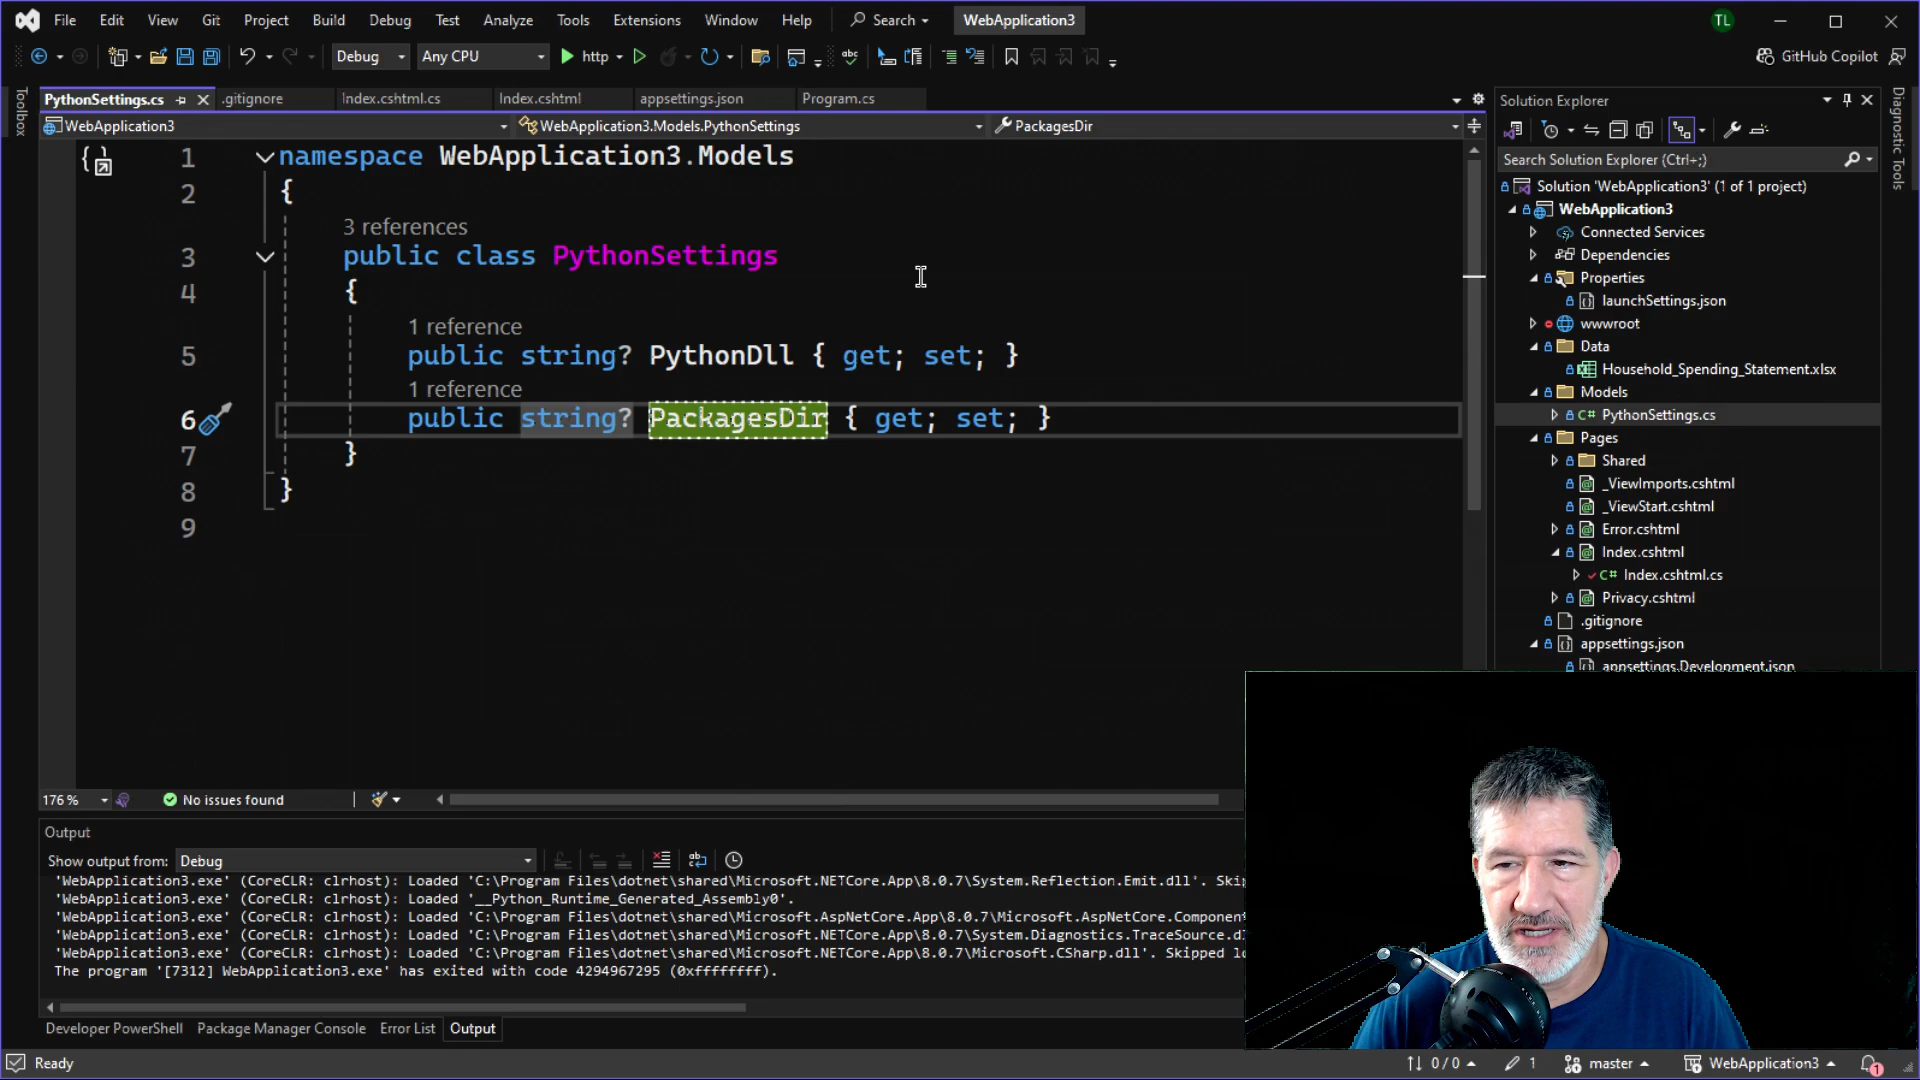 File Edit View Git Project Build Debug Test Analyze Tools Extensions Window Help Search WebApplication3 TL
Debug Any CPU http GitHub Copilot
Toolbox
PythonSettings.cs .gitignore Index.cshtml.cs Index.cshtml appsettings.json Program.cs
WebApplication3 WebApplication3.Models.PythonSettings PackagesDir
1 namespace WebApplication3.Models
2 {
3 references
3 public class PythonSettings
4 {
1 reference
5 public string? PythonDll { get; set; }
1 reference
6 public string? PackagesDir { get; set; }
7 }
8 }
9
176 % No issues found
Output
Show output from: Debug
'WebApplication3.exe' (CoreCLR: clrhost): Loaded 'C:\Program Files\dotnet\shared\Microsoft.NETCore.App\8.0.7\System.Reflection.Emit.dll'. Ski
'WebApplication3.exe' (CoreCLR: clrhost): Loaded '__Python_Runtime_Generated_Assembly0'.
'WebApplication3.exe' (CoreCLR: clrhost): Loaded 'C:\Program Files\dotnet\shared\Microsoft.AspNetCore.App\8.0.7\Microsoft.AspNetCore.Component
'WebApplication3.exe' (CoreCLR: clrhost): Loaded 'C:\Program Files\dotnet\shared\Microsoft.NETCore.App\8.0.7\System.Diagnostics.TraceSource.d
'WebApplication3.exe' (CoreCLR: clrhost): Loaded 'C:\Program Files\dotnet\shared\Microsoft.NETCore.App\8.0.7\Microsoft.CSharp.dll'. Skipped lo
The program '[7312] WebApplication3.exe' has exited with code 4294967295 (0xffffffff).
Developer PowerShell Package Manager Console Error List Output
Solution Explorer
Search Solution Explorer (Ctrl+;)
Solution 'WebApplication3' (1 of 1 project)
WebApplication3
Connected Services
Dependencies
Properties
launchSettings.json
wwwroot
Data
Household_Spending_Statement.xlsx
Models
C# PythonSettings.cs
Pages
Shared
_ViewImports.cshtml
_ViewStart.cshtml
Error.cshtml
Index.cshtml
C# Index.cshtml.cs
Privacy.cshtml
.gitignore
appsettings.json
appsettings.Development.json
Diagnostic Tools
Ready 0 / 0 1 master WebApplication3 1